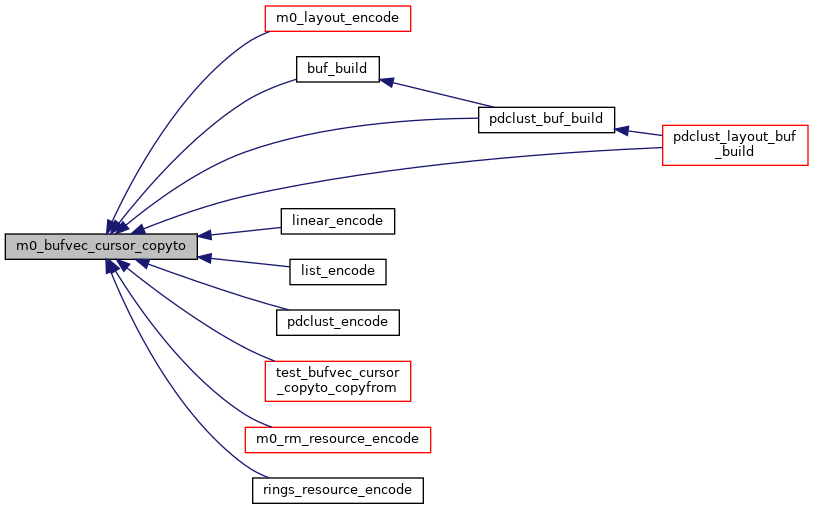 m0_layout_encode
buf_build
pdclust_buf_build
pdclust_layout_buf
_build
linear_encode
m0_bufvec_cursor_copyto
list_encode
pdclust_encode
test_bufvec_cursor
_copyto_copyfrom
m0_rm_resource_encode
rings_resource_encode